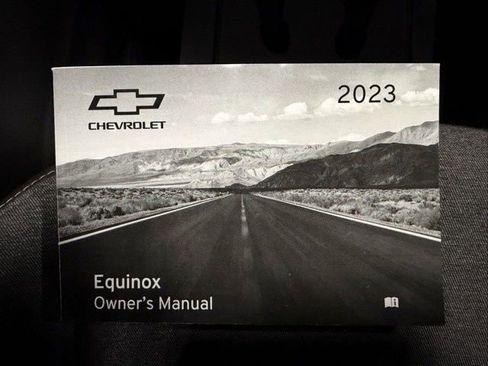 2023
CHEVROLET
Equinox
Owner's Manual